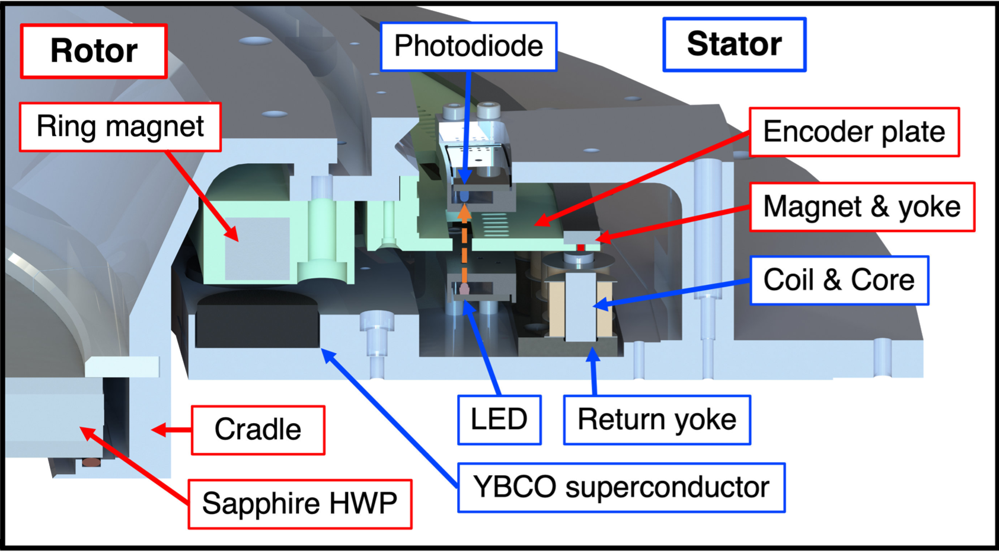 Rotor
Photodiode
Stator
Ring magnet
Encoder plate
Magnet & yoke
Coil & Core
LED
Return yoke
Cradle
YBCO superconductor
Sapphire HWP